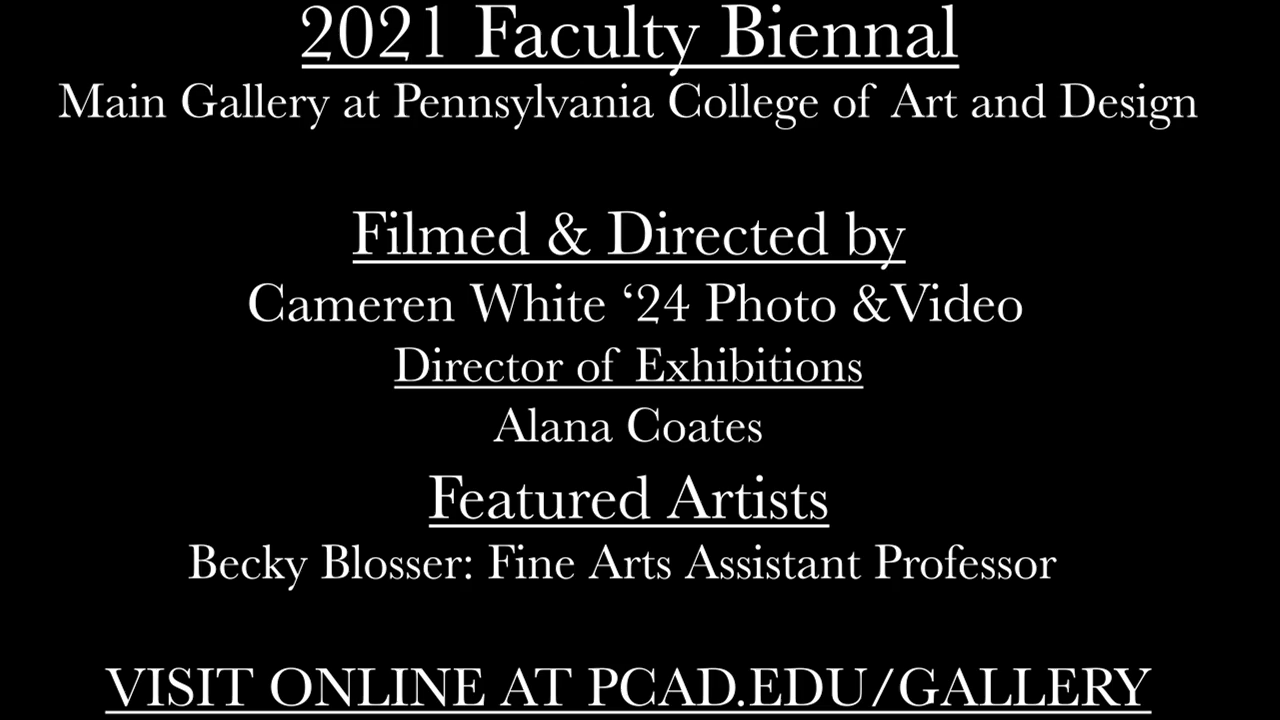 2021 Faculty Biennal
Main Gallery at Pennsylvania College of Art and Design
Filmed & Directed by
Cameren White ‘24 Photo &Video
Director of Exhibitions
Alana Coates
Featured Artists
Becky Blosser: Fine Arts Assistant Professor
VISIT ONLINE AT PCAD.EDU/GALLERY